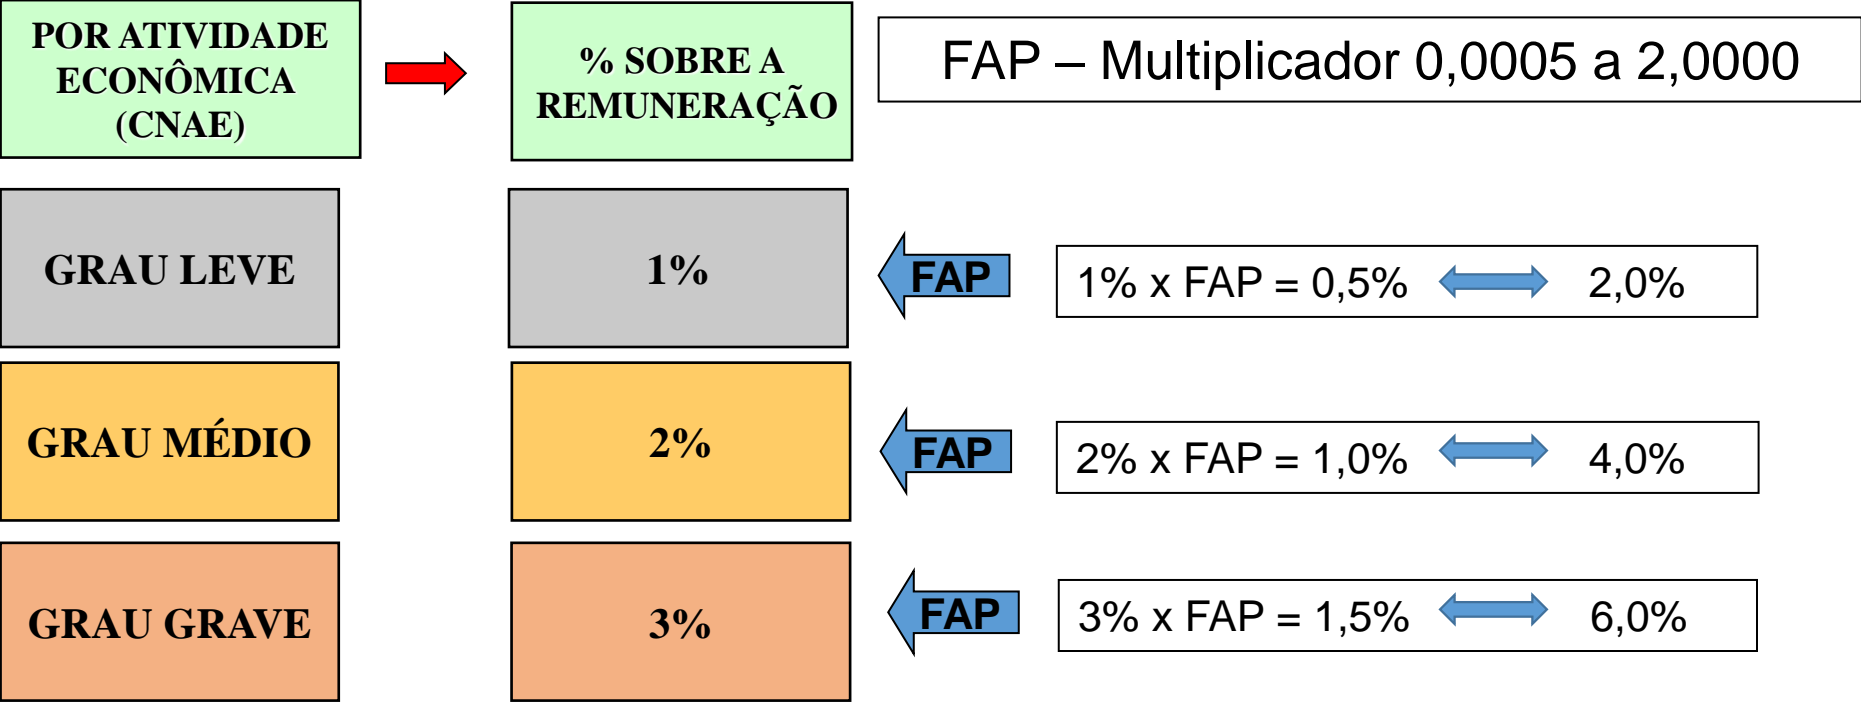 POR ATIVIDADE
ECONÔMICA
(CNAE)
% SOBRE A
REMUNERAÇÃO
FAP – Multiplicador 0,0005 a 2,0000
GRAU LEVE
1%
FAP
1% x FAP = 0,5% 2,0%
GRAU MÉDIO
2%
FAP
2% x FAP = 1,0% 4,0%
GRAU GRAVE
3%
FAP
3% x FAP = 1,5% 6,0%